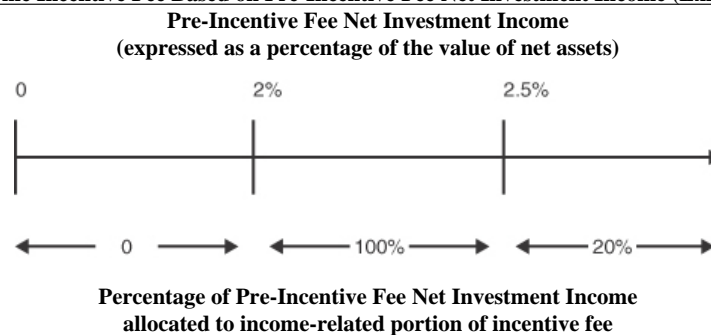 Pre-Incentive Fee Net Investment Income
(expressed as a percentage of the value of net assets)
0 2% 2.5%
0 100% 20%
Percentage of Pre-Incentive Fee Net Investment Income
allocated to income-related portion of incentive fee